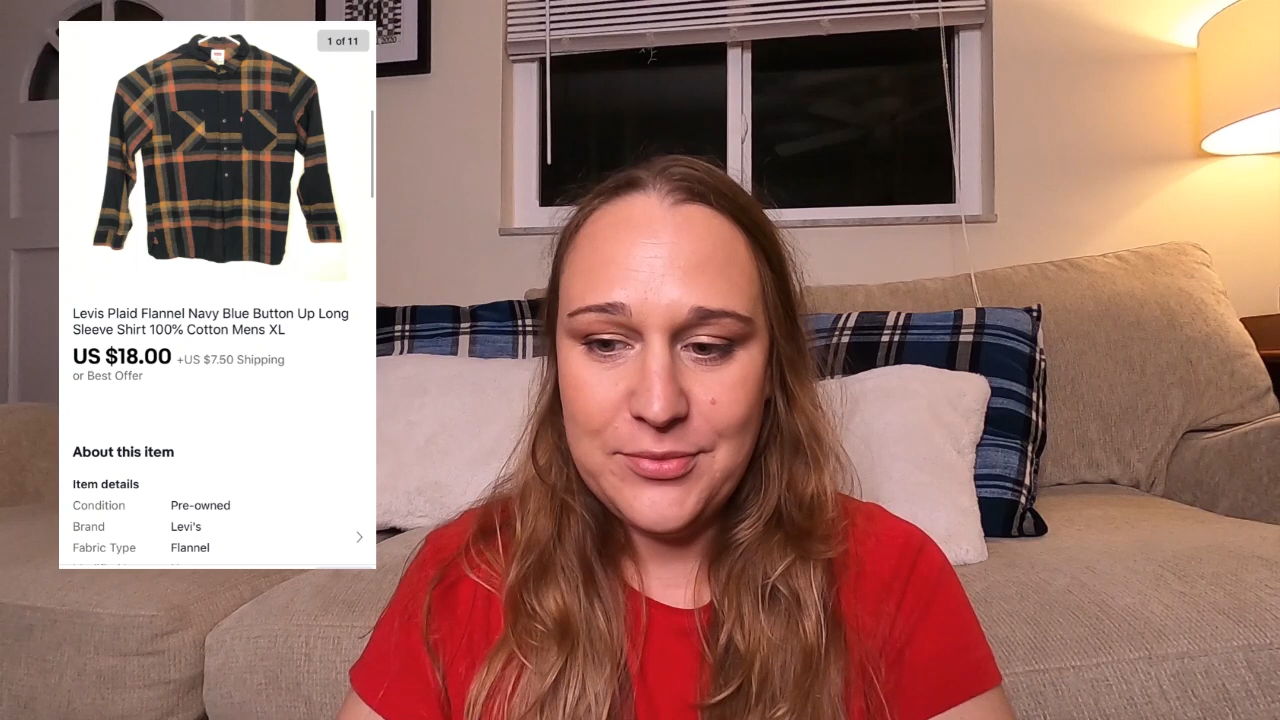 1 of 11
Levis Plaid Flannel Navy Blue Button Up Long
Sleeve Shirt 100% Cotton Mens XL
US $18.00 +US $7.50 Shipping
or Best Offer
About this item
Item details
Condition Pre-owned
Brand Levi's
Fabric Type Flannel